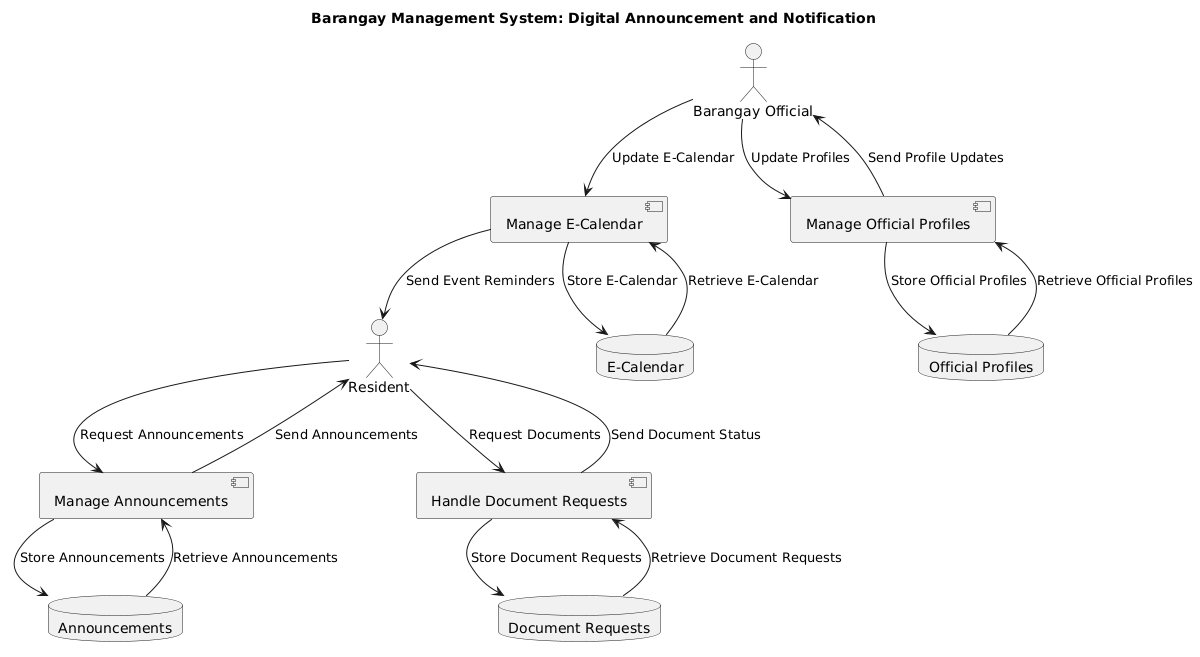 Barangay Management System: Digital Announcement and Notification
Barangay Official
Update E-Calendar
Update Profiles
Send Profile Updates
Manage E-Calendar
Manage Official Profiles
Send Event Reminders
Store E-Calendar
Retrieve E-Calendar
Store Official Profiles
Retrieve Official Profiles
Resident
E-Calendar
Official Profiles
Request Announcements
Send Announcements
Request Documents
Send Document Status
Manage Announcements
Handle Document Requests
Store Announcements
Retrieve Announcements
Store Document Requests
Retrieve Document Requests
Announcements
Document Requests